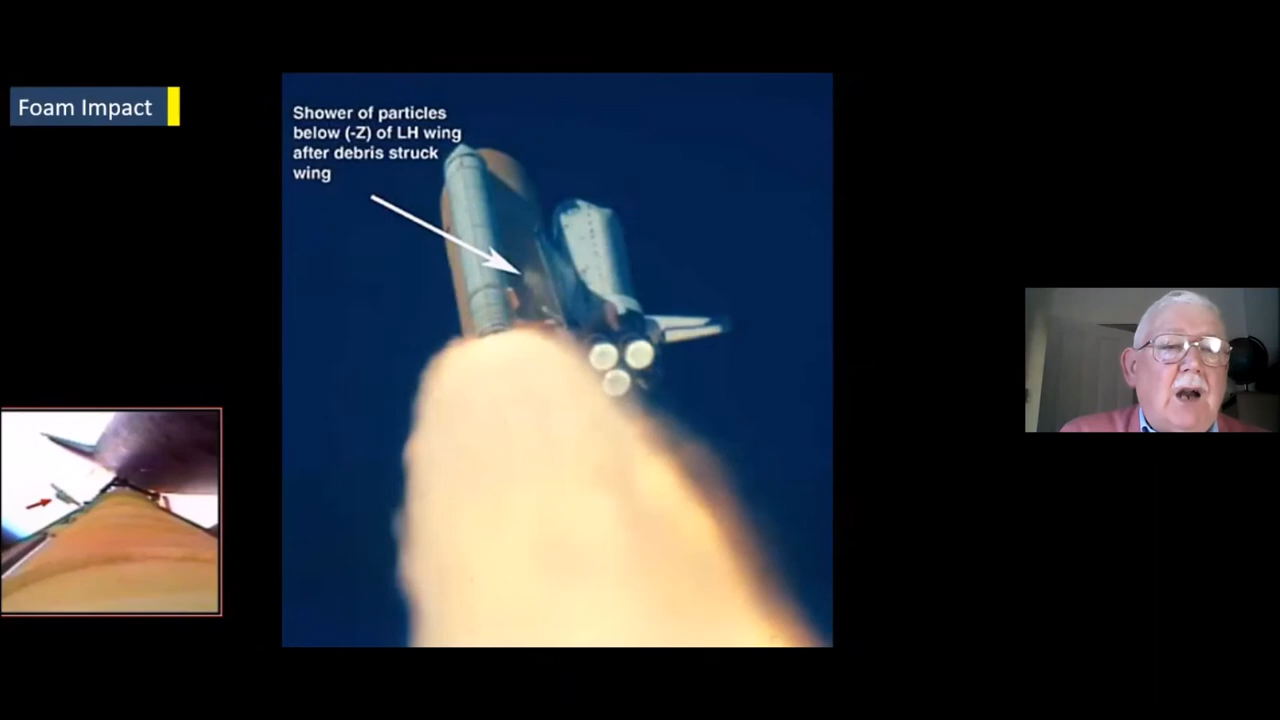 Foam Impact
Shower of particles
below (-Z) of LH wing
after debris struck
wing